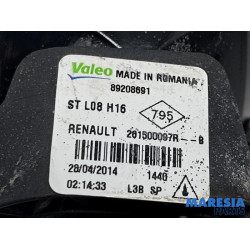 Valeo MADE IN ROMANIA
89208691
ST L08 H16 795
RENAULT 261500097R---B
28/04/2014 1440
02:14:33 L3B SP
MARESIA